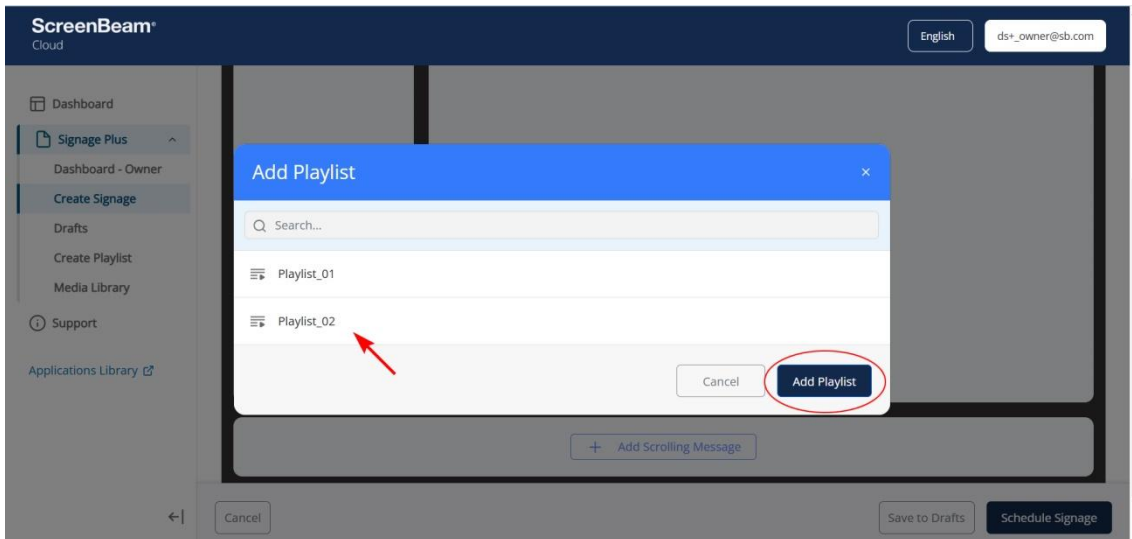 ScreenBeam®
Cloud
English
ds+_owner@sb.com
Dashboard
Signage Plus
Dashboard - Owner
Create Signage
Drafts
Create Playlist
Media Library
Support
Applications Library
Add Playlist
Search...
Playlist_01
Playlist_02
Cancel
Add Playlist
+ Add Scrolling Message
Cancel
Save to Drafts
Schedule Signage